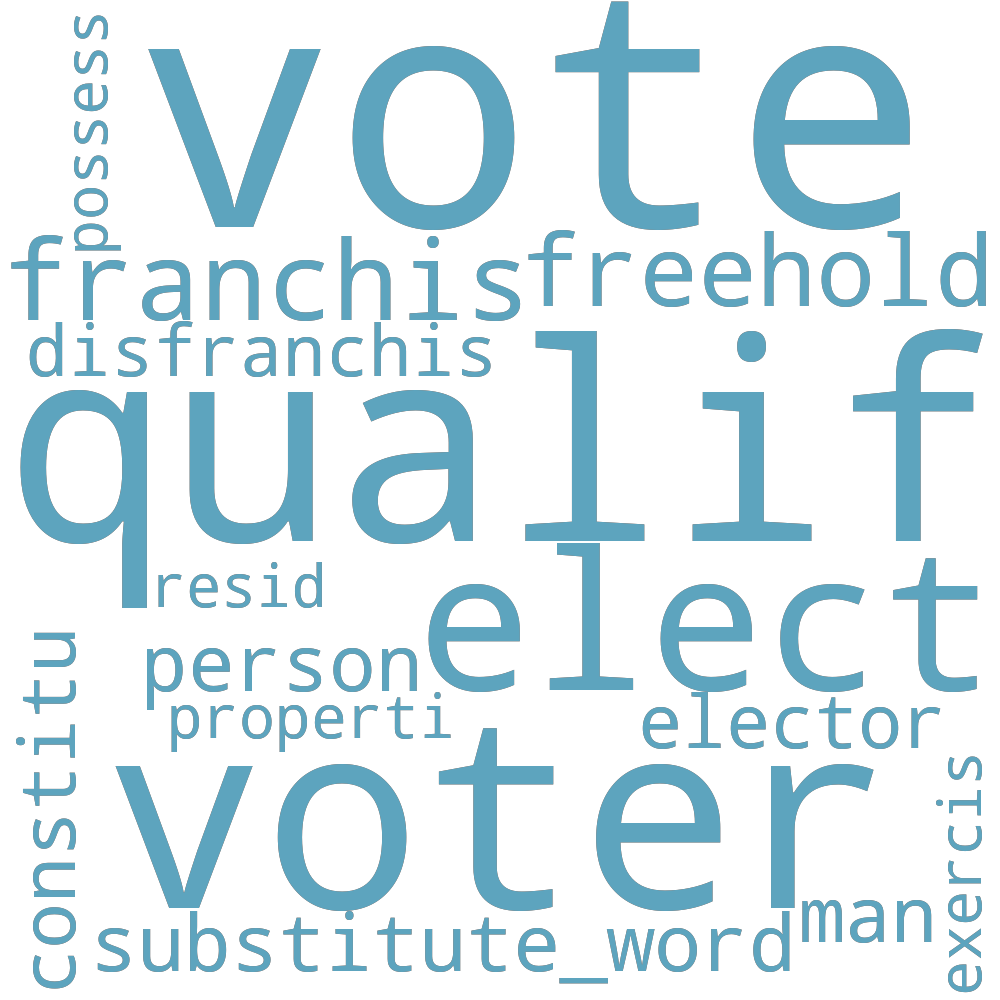 possess
vote
franchis
freehold
disfranchis
qualif
resid
elect
person
properti
elector
constitu
voter
exercis
man
substitute_word